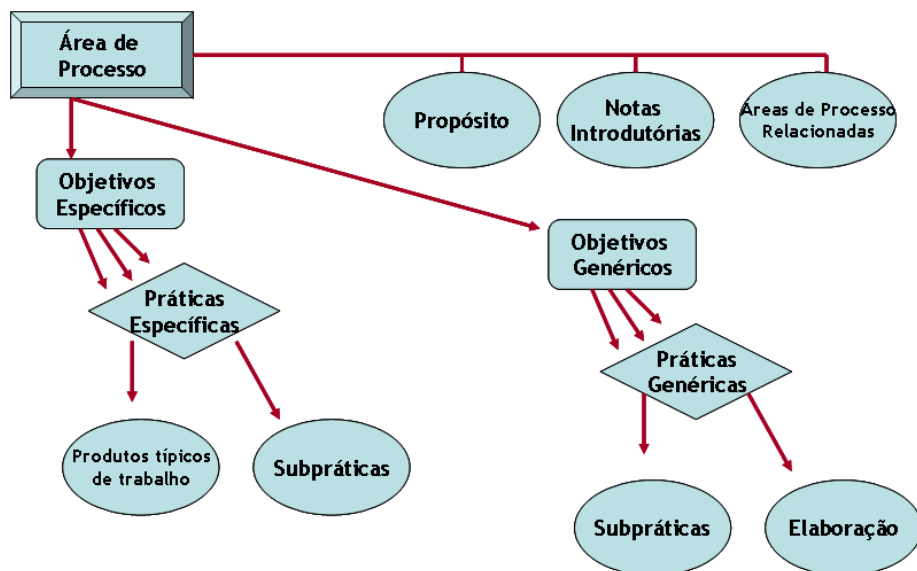 Área de
Processo
Propósito
Notas
Introdutórias
Áreas de Processo
Relacionadas
Objetivos
Específicos
Objetivos
Genéricos
Práticas
Específicas
Práticas
Genéricas
Produtos típicos
de trabalho
Subpráticas
Subpráticas
Elaboração